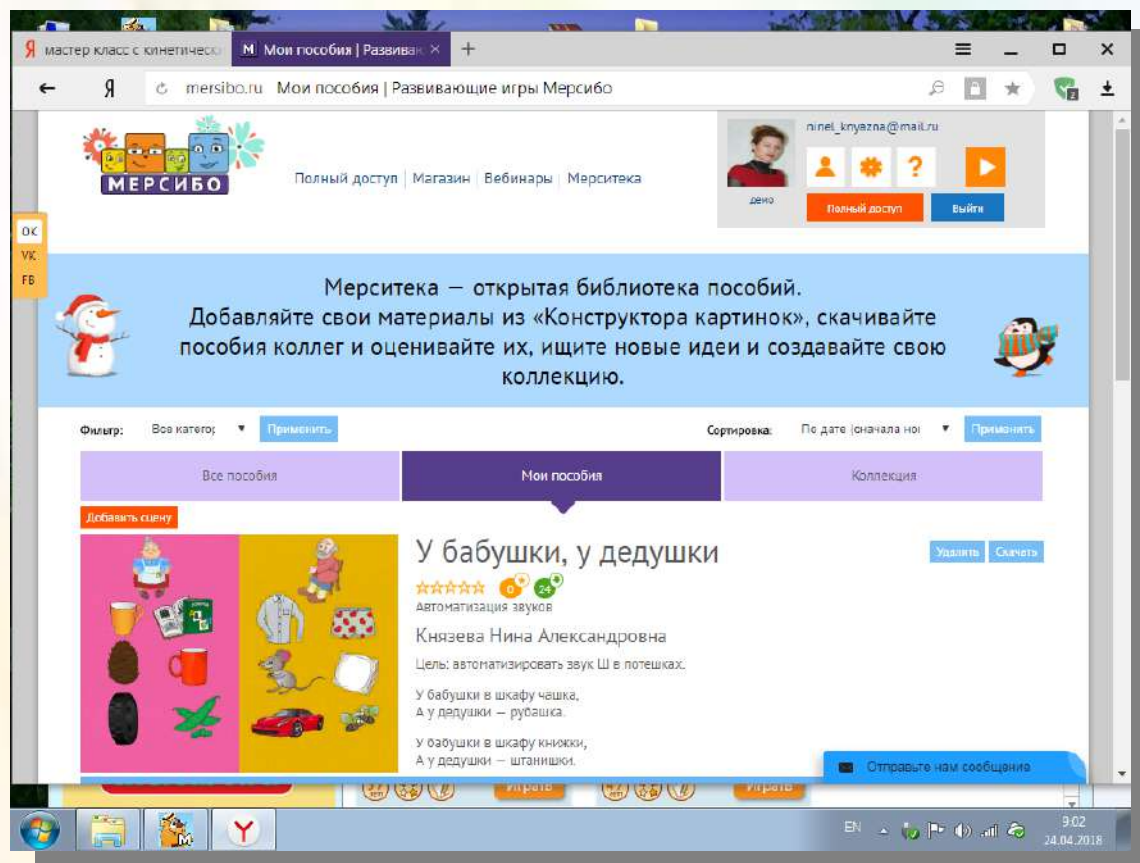 Я мастер класс с кинетическ
М Мои пособия | Развиваю
mersibo.ru Мои пособия | Развивающие игры Мерсибо
МЕРСИБО
Полный доступ | Магазин | Вебинары | Мерситека
ninel_knyazna@mail.ru
?
демо
Полный доступ
Выйти
OK
VK
FB
Мерситека — открытая библиотека пособий.
Добавляйте свои материалы из «Конструктора картинок», скачивайте
пособия коллег и оценивайте их, ищите новые идеи и создавайте свою
коллекцию.
Фильтр: Все категор Применить
Сортировка: По дате (сначала нов Применить
Все пособия
Мои пособия
Коллекция
Добавить сцену
У бабушки, у дедушки
Удалить Скачать
0 24
Автоматизация звуков
Князева Нина Александровна
Цель: автоматизировать звук Ш в потешках.
У бабушки в шкафу чашка,
А у дедушки — рубашка.
У бабушки в шкафу книжки,
А у дедушки — штанишки.
Отправьте нам сообщение
Играть
Играть
EN
9:02
24.04.2018